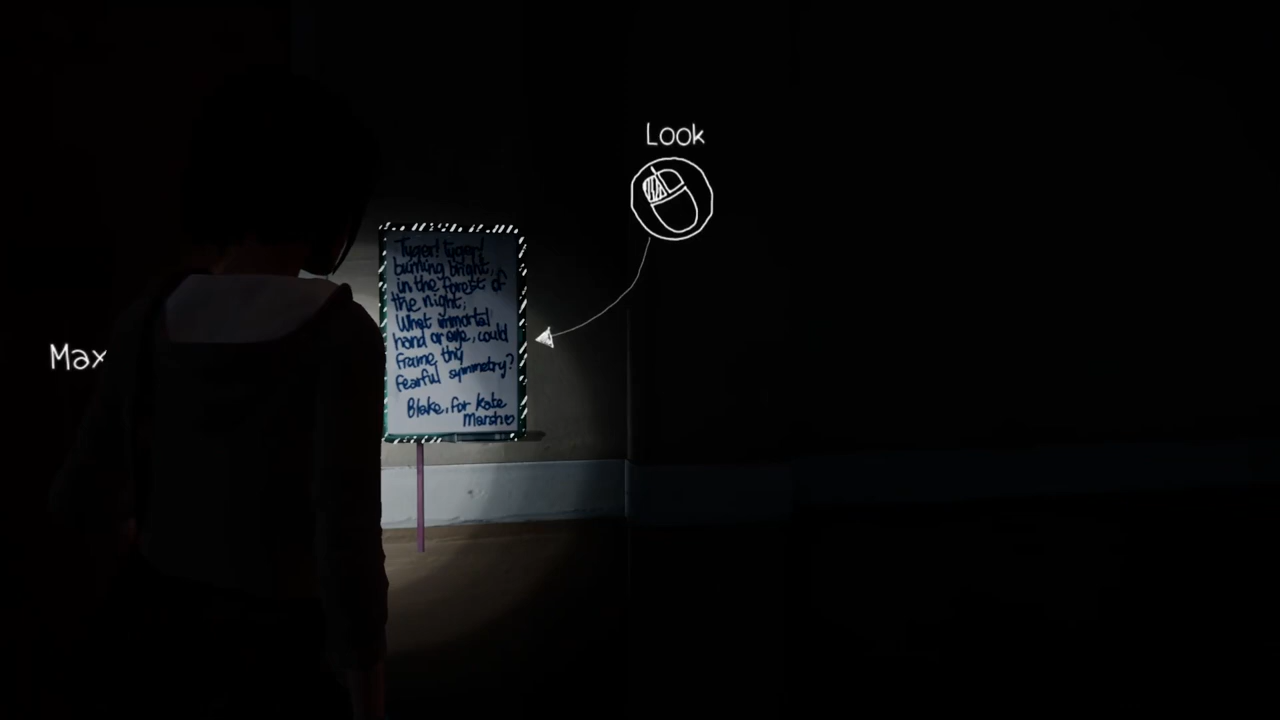 Look
Tyger! tyger!
burning bright,
in the forest of
the night;
What immortal
hand or eye, could
frame thy
fearful symmetry?
Blake, for Kate
Marsh
Max